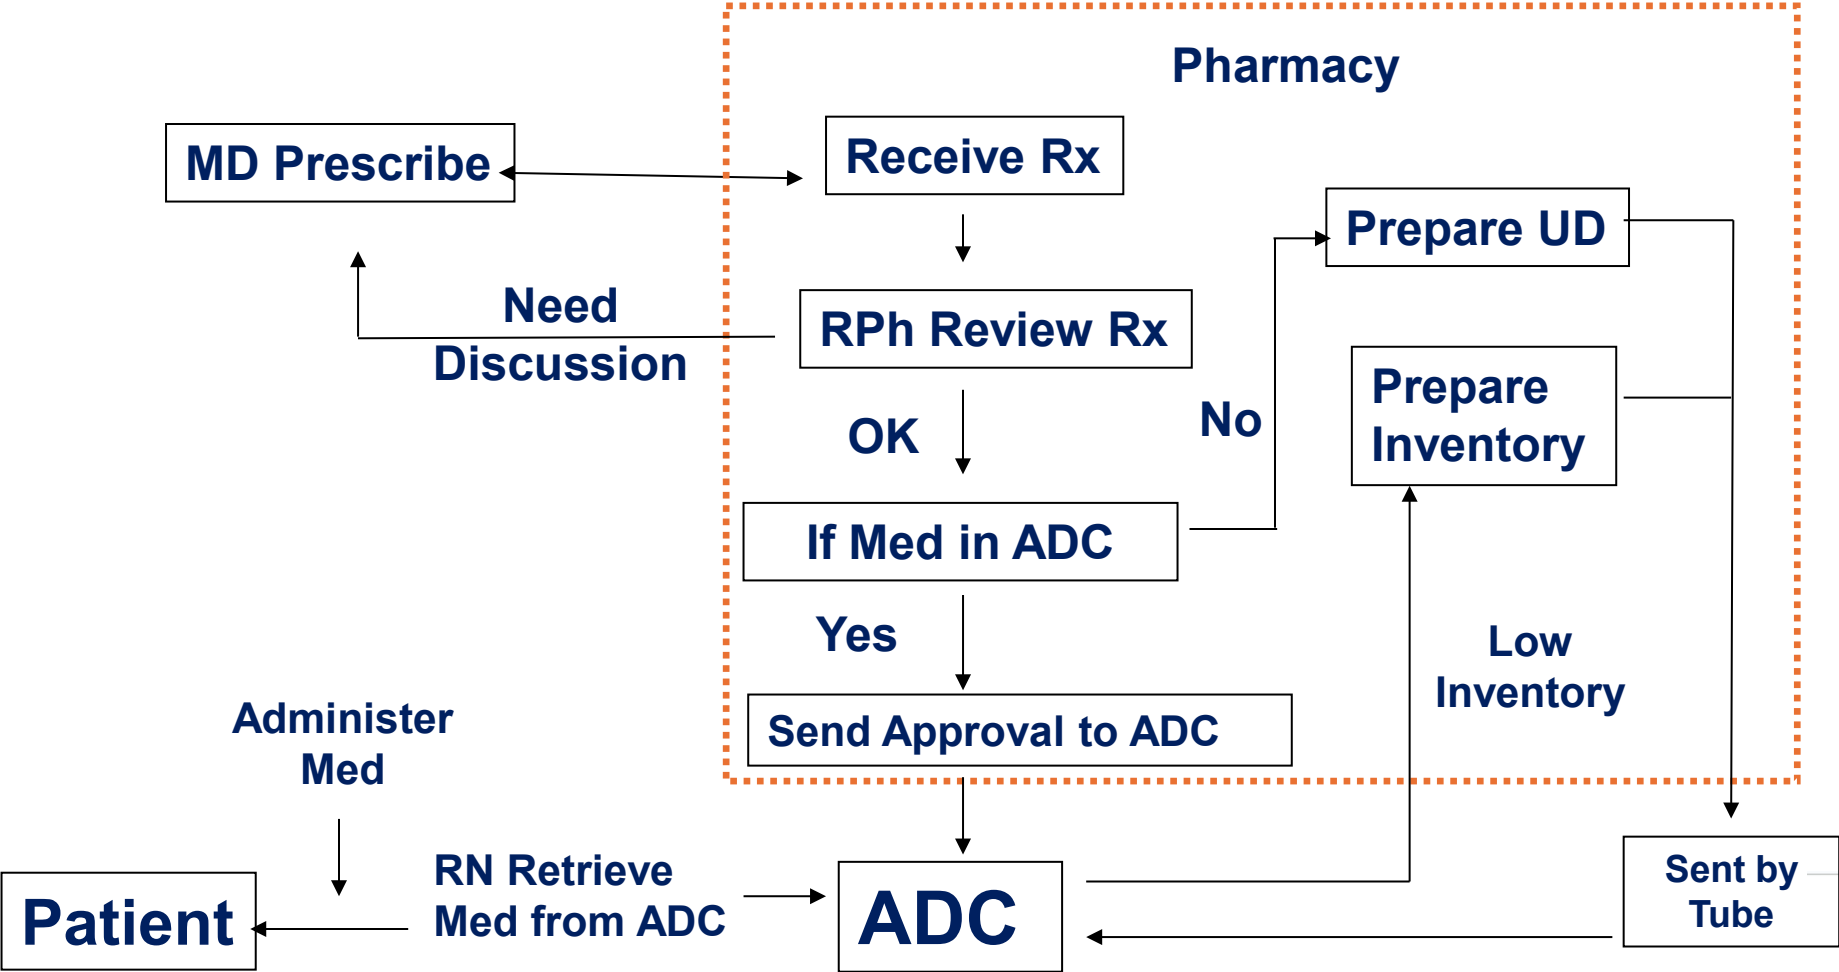 Pharmacy
MD Prescribe
Receive Rx
Prepare UD
Need
Discussion
RPh Review Rx
Prepare
Inventory
OK
No
If Med in ADC
Yes
Low
Inventory
Send Approval to ADC
Administer
Med
Patient
RN Retrieve
Med from ADC
ADC
Sent by
Tube